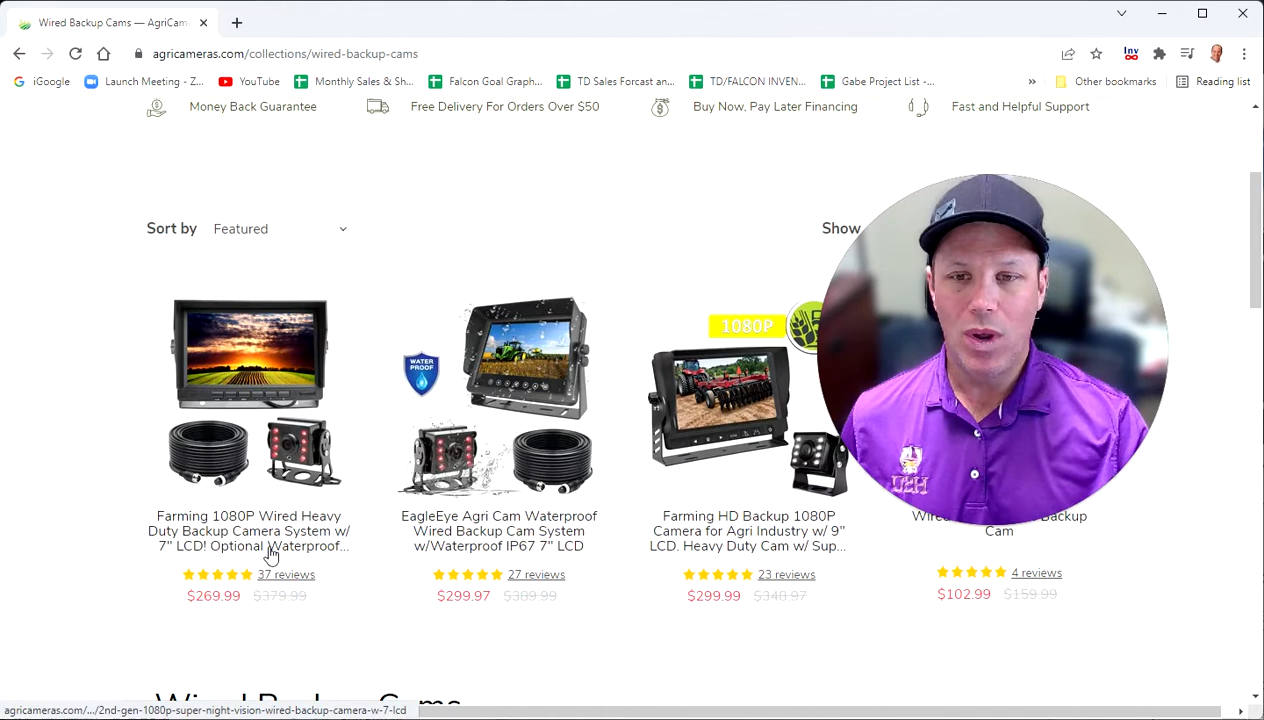 Wired Backup Cams — AgriCam
agricameras.com/collections/wired-backup-cams
Inv
iGoogle
Launch Meeting - Z...
YouTube
Monthly Sales & Sh...
Falcon Goal Graph...
TD Sales Forcast an...
TD/FALCON INVEN...
Gabe Project List -...
»
Other bookmarks
Reading list
Money Back Guarantee
Free Delivery For Orders Over $50
Buy Now, Pay Later Financing
Fast and Helpful Support
Sort by Featured
Show
WATER
PROOF
1080P
Farming 1080P Wired Heavy
Duty Backup Camera System w/
7" LCD! Optional Waterproof...
37 reviews
$269.99 $379.99
EagleEye Agri Cam Waterproof
Wired Backup Cam System
w/Waterproof IP67 7" LCD
27 reviews
$299.97 $389.99
Farming HD Backup 1080P
Camera for Agri Industry w/ 9"
LCD. Heavy Duty Cam w/ Sup...
23 reviews
$299.99 $348.97
Backup
Cam
4 reviews
$102.99 $159.99
Wired Backup Cams
agricameras.com/.../2nd-gen-1080p-super-night-vision-wired-backup-camera-w-7-lcd